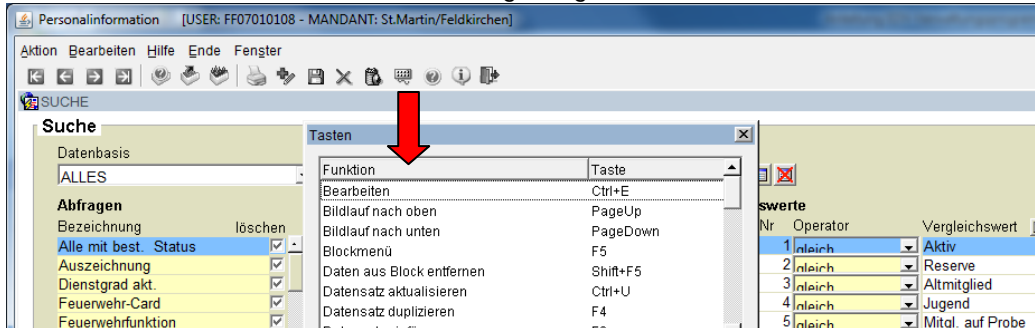 Personalinformation [USER: FF07010108 - MANDANT: St.Martin/Feldkirchen]
Aktion Bearbeiten Hilfe Ende Fenster
SUCHE
Suche
Datenbasis
ALLES
Abfragen
Bezeichnung löschen
Alle mit best. Status
Auszeichnung
Dienstgrad akt.
Feuerwehr-Card
Feuerwehrfunktion
Tasten
Funktion Taste
Bearbeiten Ctrl+E
Bildlauf nach oben PageUp
Bildlauf nach unten PageDown
Blockmenü F5
Daten aus Block entfernen Shift+F5
Datensatz aktualisieren Ctrl+U
Datensatz duplizieren F4
swerte
Nr Operator Vergleichswert
1 gleich Aktiv
2 gleich Reserve
3 gleich Altmitglied
4 gleich Jugend
5 gleich Mitgl. auf Probe